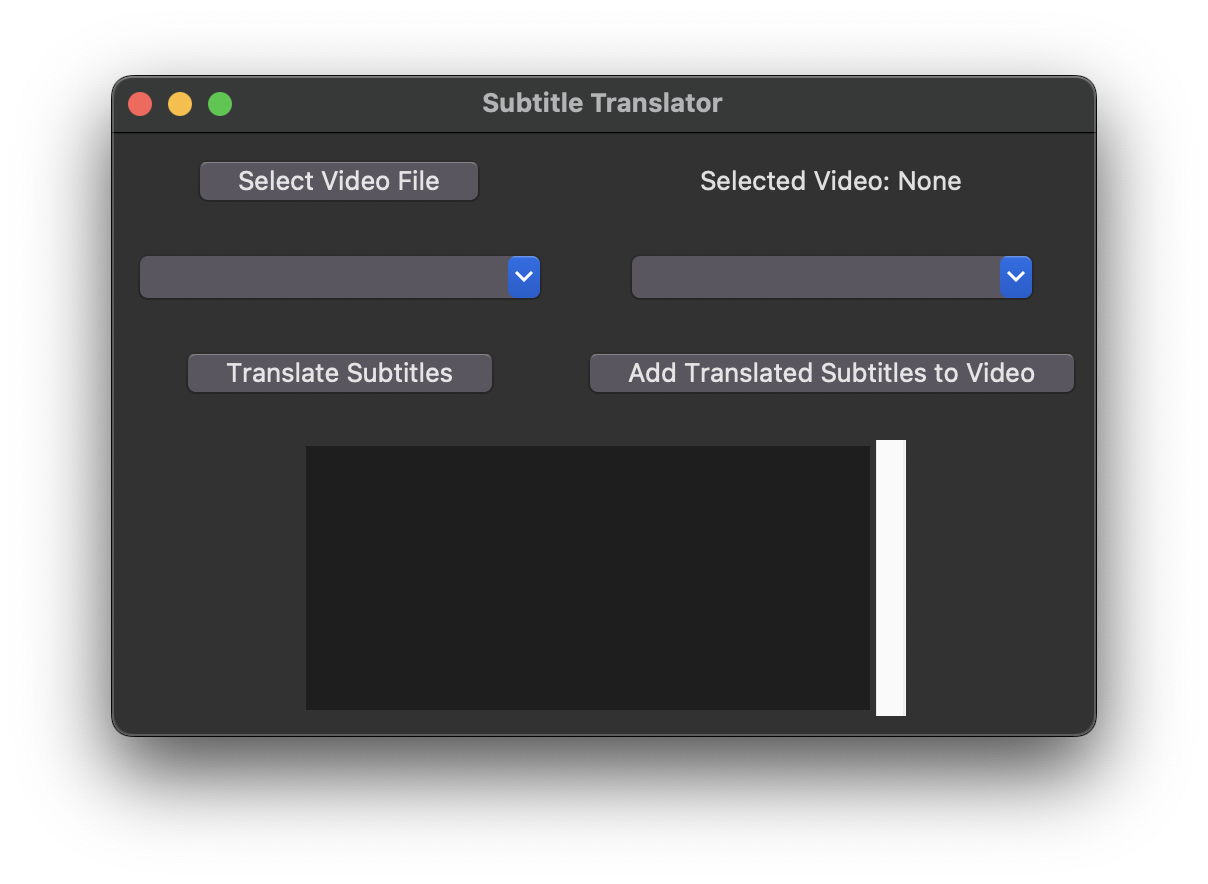 Subtitle Translator
Select Video File
Selected Video: None
Translate Subtitles
Add Translated Subtitles to Video